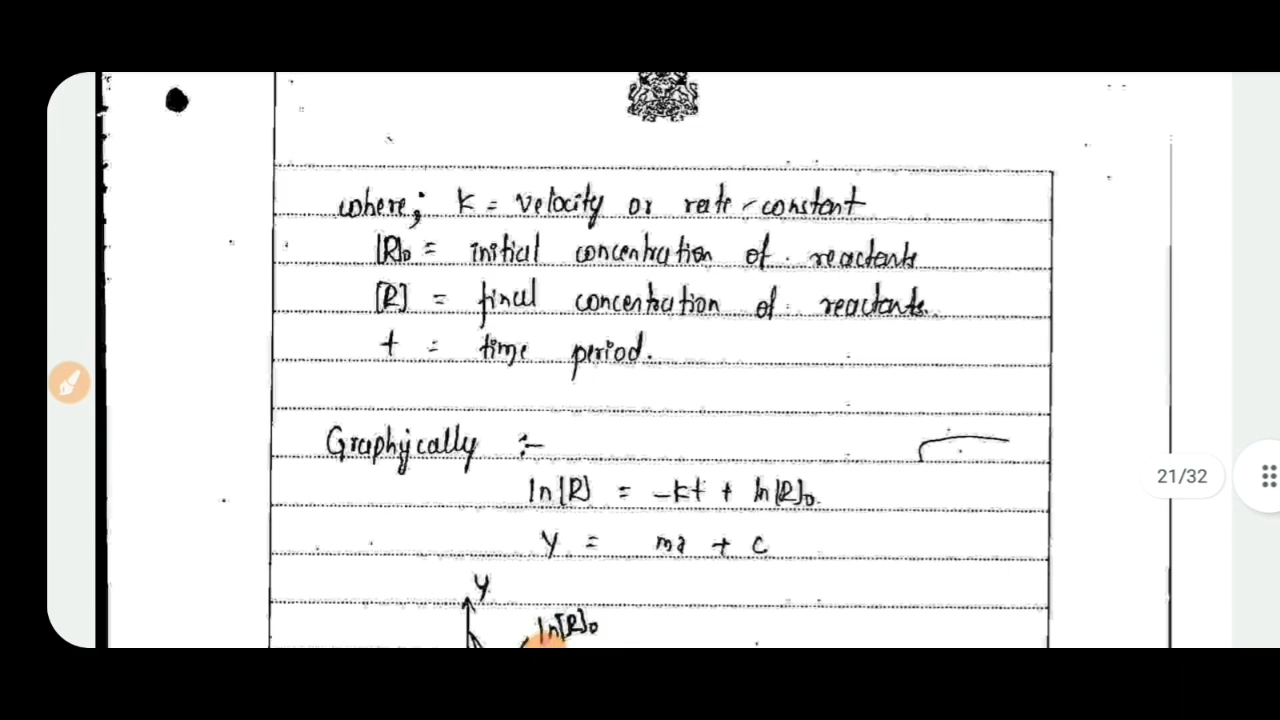 where; K = velocity or rate-constant
[R]₀ = initial concentration of reactants
[R] = final concentration of reactants.
t = time period.
Graphically :-
ln[R] = -Kt + ln[R]₀.
21/32
y = mx + c
y
ln[R]₀